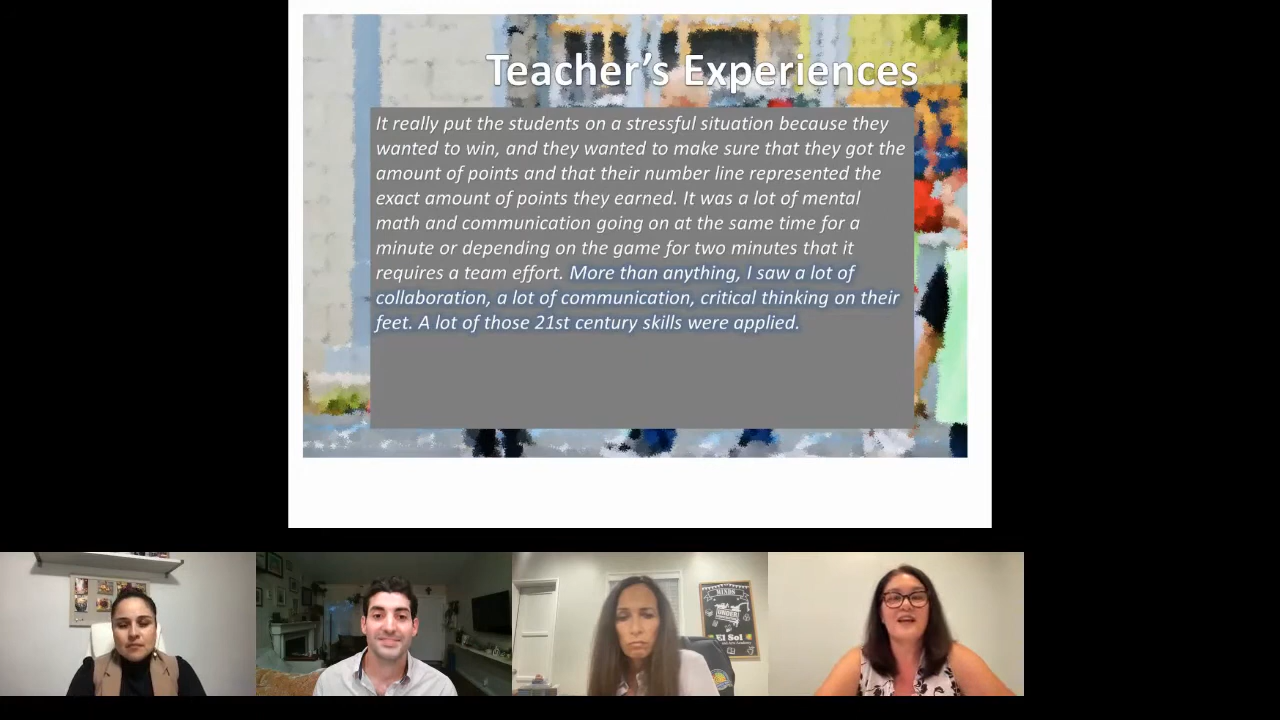 Teacher's Experiences
It really put the students on a stressful situation because they
wanted to win, and they wanted to make sure that they got the
amount of points and that their number line represented the
exact amount of points they earned. It was a lot of mental
math and communication going on at the same time for a
minute or depending on the game for two minutes that it
requires a team effort. More than anything, I saw a lot of
collaboration, a lot of communication, critical thinking on their
feet. A lot of those 21st century skills were applied.
MINDS
UNDER
El Sol